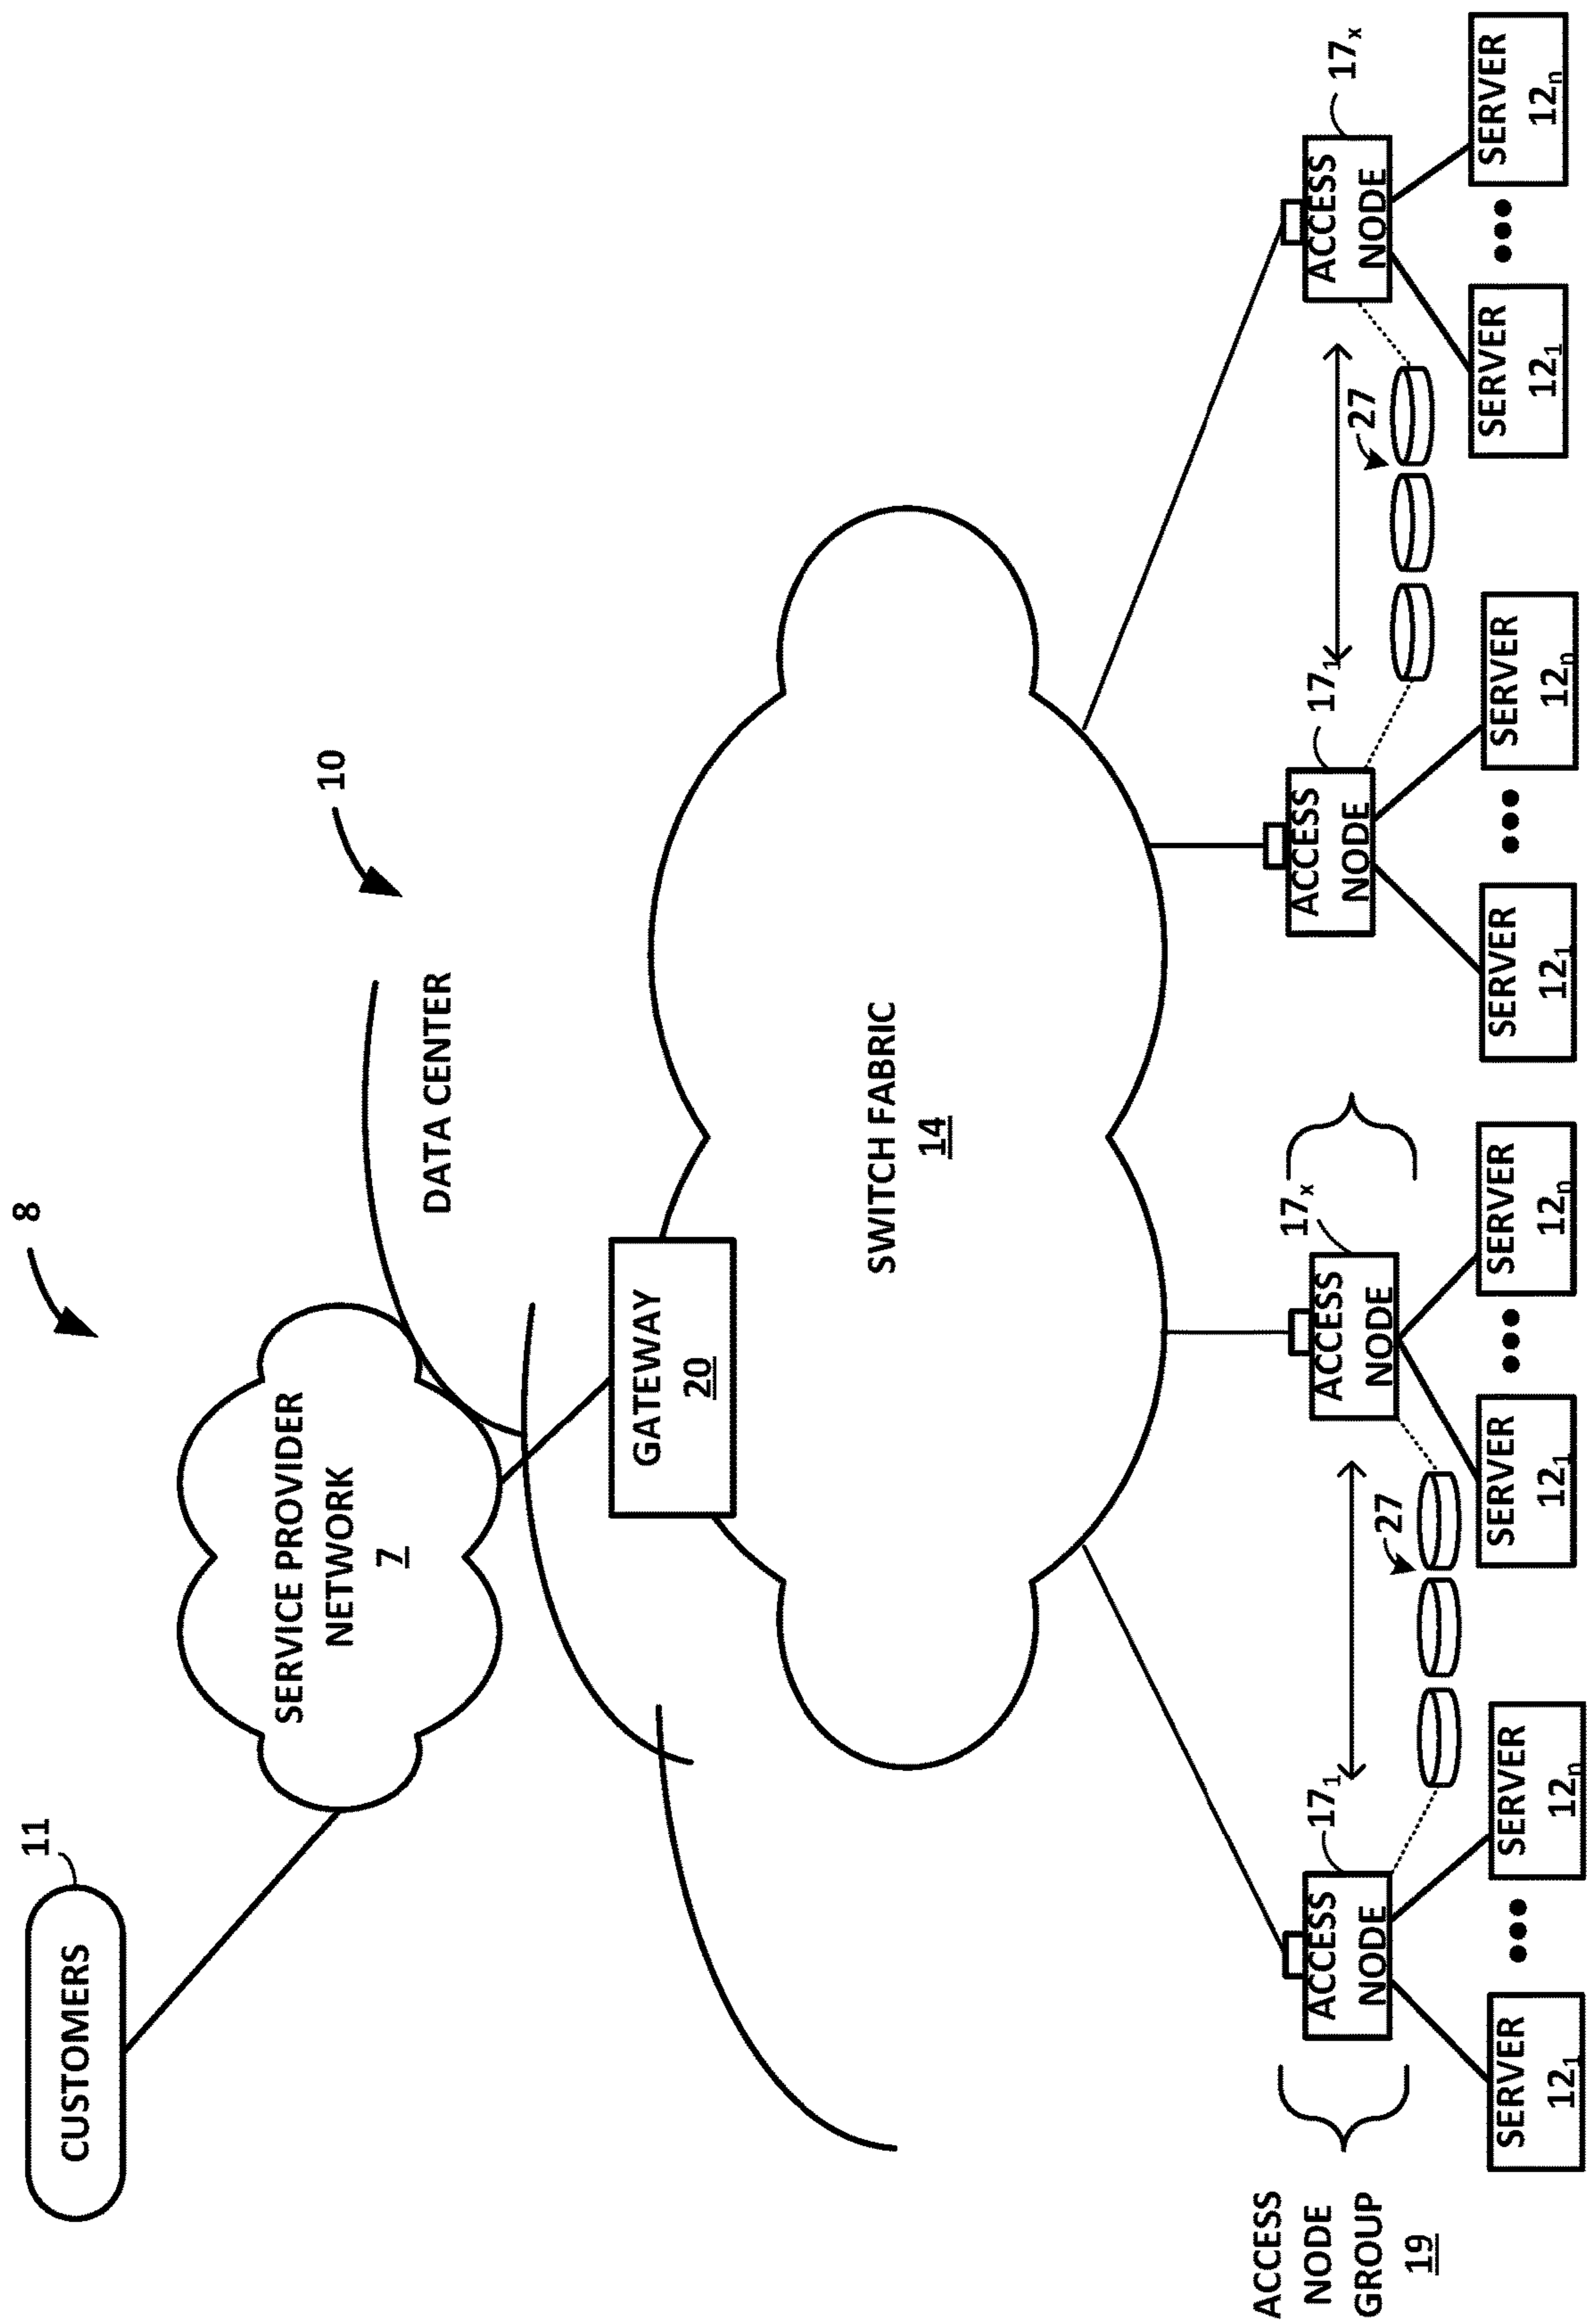 8
CUSTOMERS
11
SERVICE PROVIDER
NETWORK
7
10
DATA CENTER
GATEWAY
20
SWITCH FABRIC
14
ACCESS
NODE
GROUP
19
ACCESS
NODE
17₁
27
ACCESS
NODE
17ₓ
ACCESS
NODE
17₁
27
ACCESS
NODE
17ₓ
SERVER
12₁
SERVER
12ₙ
SERVER
12₁
SERVER
12ₙ
SERVER
12₁
SERVER
12ₙ
SERVER
12₁
SERVER
12ₙ